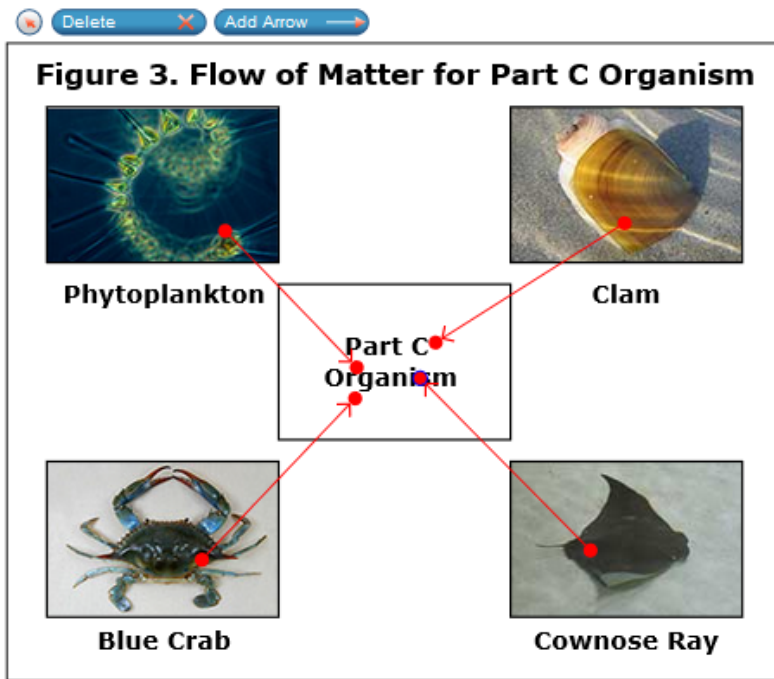 Delete
Add Arrow
Figure 3. Flow of Matter for Part C Organism
Phytoplankton
Clam
Part C
Organism
Blue Crab
Cownose Ray